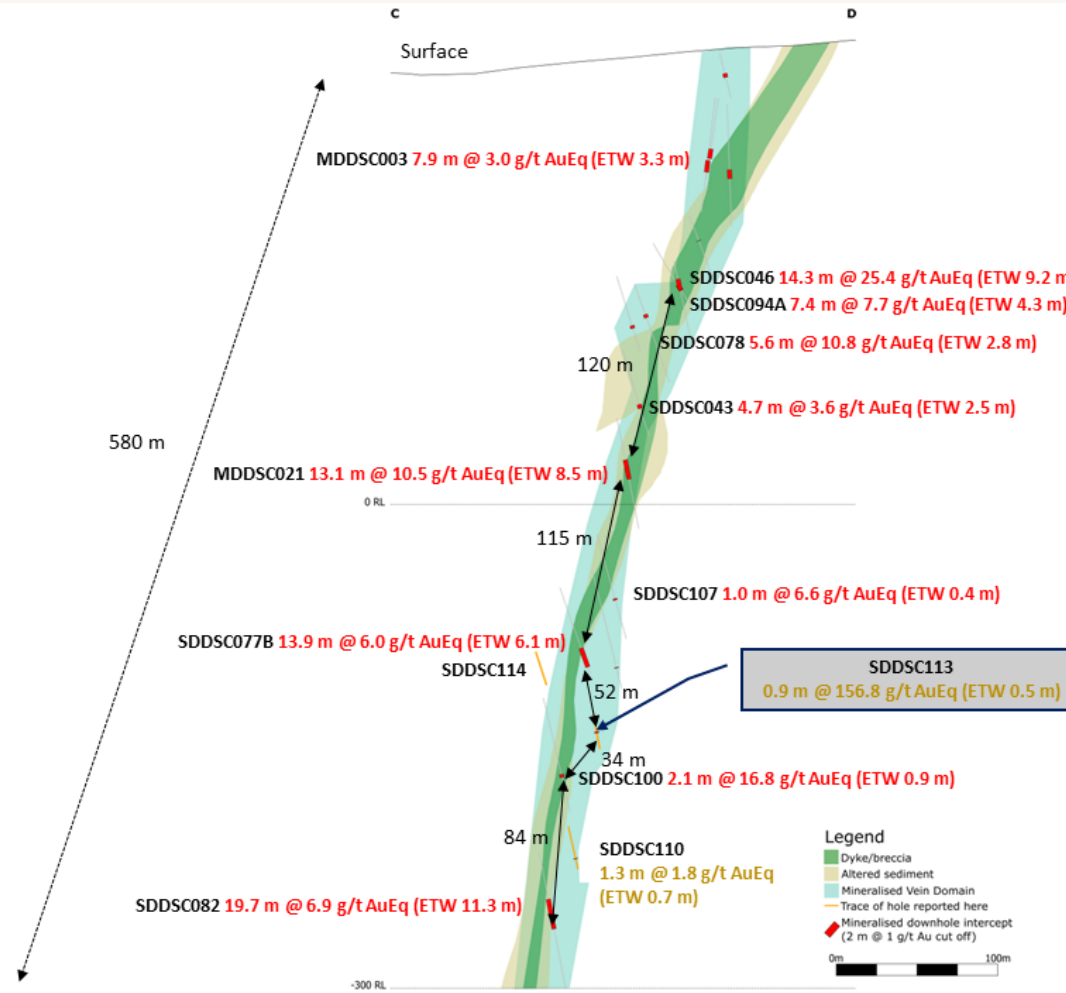 C
D
Surface
MDDSC003 7.9 m @ 3.0 g/t AuEq (ETW 3.3 m)
SDDSC046 14.3 m @ 25.4 g/t AuEq (ETW 9.2 m
SDDSC094A 7.4 m @ 7.7 g/t AuEq (ETW 4.3 m)
SDDSC078 5.6 m @ 10.8 g/t AuEq (ETW 2.8 m)
120 m
SDDSC043 4.7 m @ 3.6 g/t AuEq (ETW 2.5 m)
580 m
MDDSC021 13.1 m @ 10.5 g/t AuEq (ETW 8.5 m)
0 RL
115 m
SDDSC107 1.0 m @ 6.6 g/t AuEq (ETW 0.4 m)
SDDSC077B 13.9 m @ 6.0 g/t AuEq (ETW 6.1 m)
SDDSC114
52 m
SDDSC113
0.9 m @ 156.8 g/t AuEq (ETW 0.5 m)
34 m
SDDSC100 2.1 m @ 16.8 g/t AuEq (ETW 0.9 m)
84 m
SDDSC110
1.3 m @ 1.8 g/t AuEq
(ETW 0.7 m)
SDDSC082 19.7 m @ 6.9 g/t AuEq (ETW 11.3 m)
Legend
Dyke/breccia
Altered sediment
Mineralised Vein Domain
Trace of hole reported here
Mineralised downhole intercept
(2 m @ 1 g/t Au cut off)
0m
100m
-300 RL